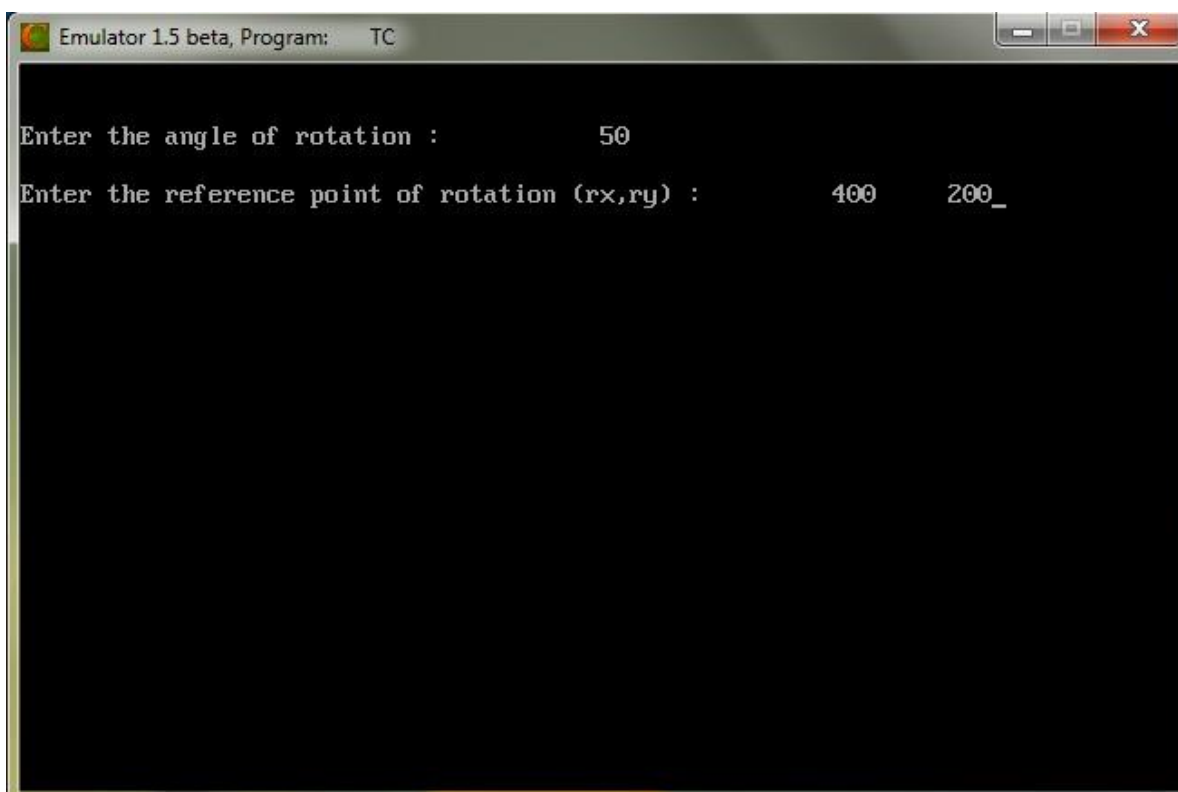 Emulator 1.5 beta, Program: TC
Enter the angle of rotation : 50
Enter the reference point of rotation (rx,ry) : 400 200_